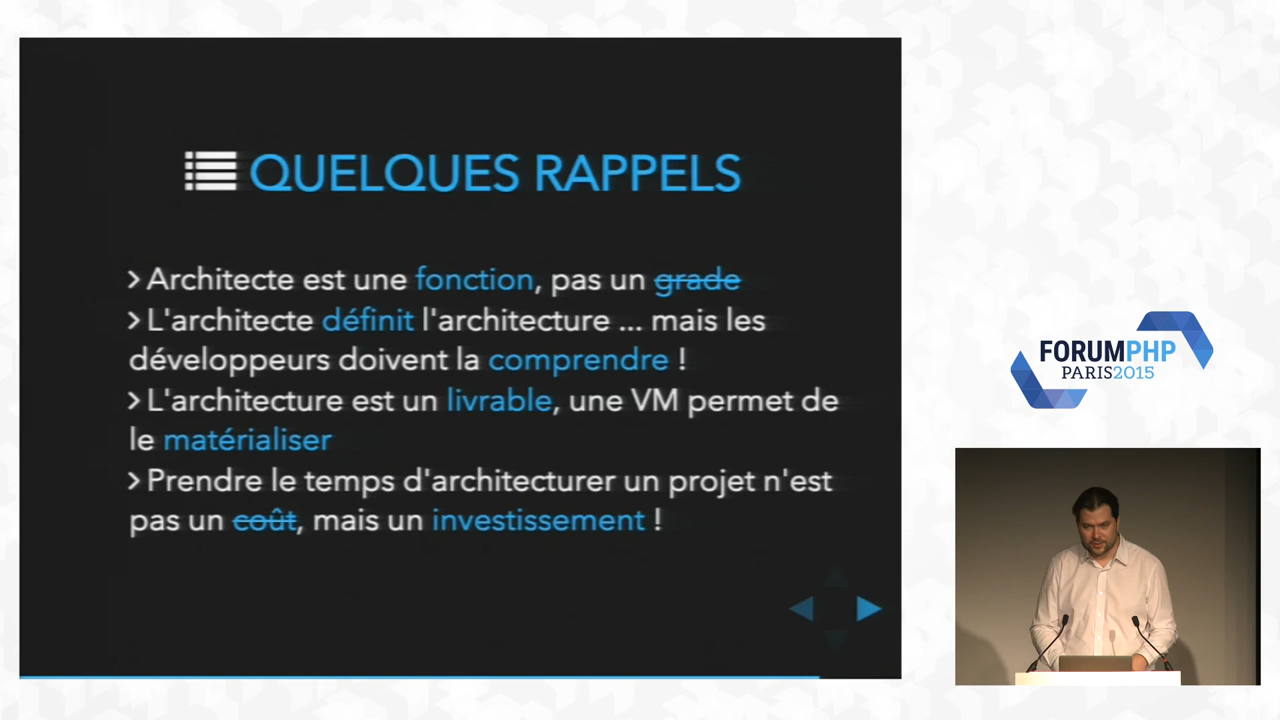 QUELQUES RAPPELS
Architecte est une fonction, pas un grade
L'architecte définit l'architecture ... mais les
développeurs doivent la comprendre !
L'architecture est un livrable, une VM permet de
le matérialiser
Prendre le temps d'architecturer un projet n'est
pas un coût, mais un investissement !
FORUMPHP
PARIS2015